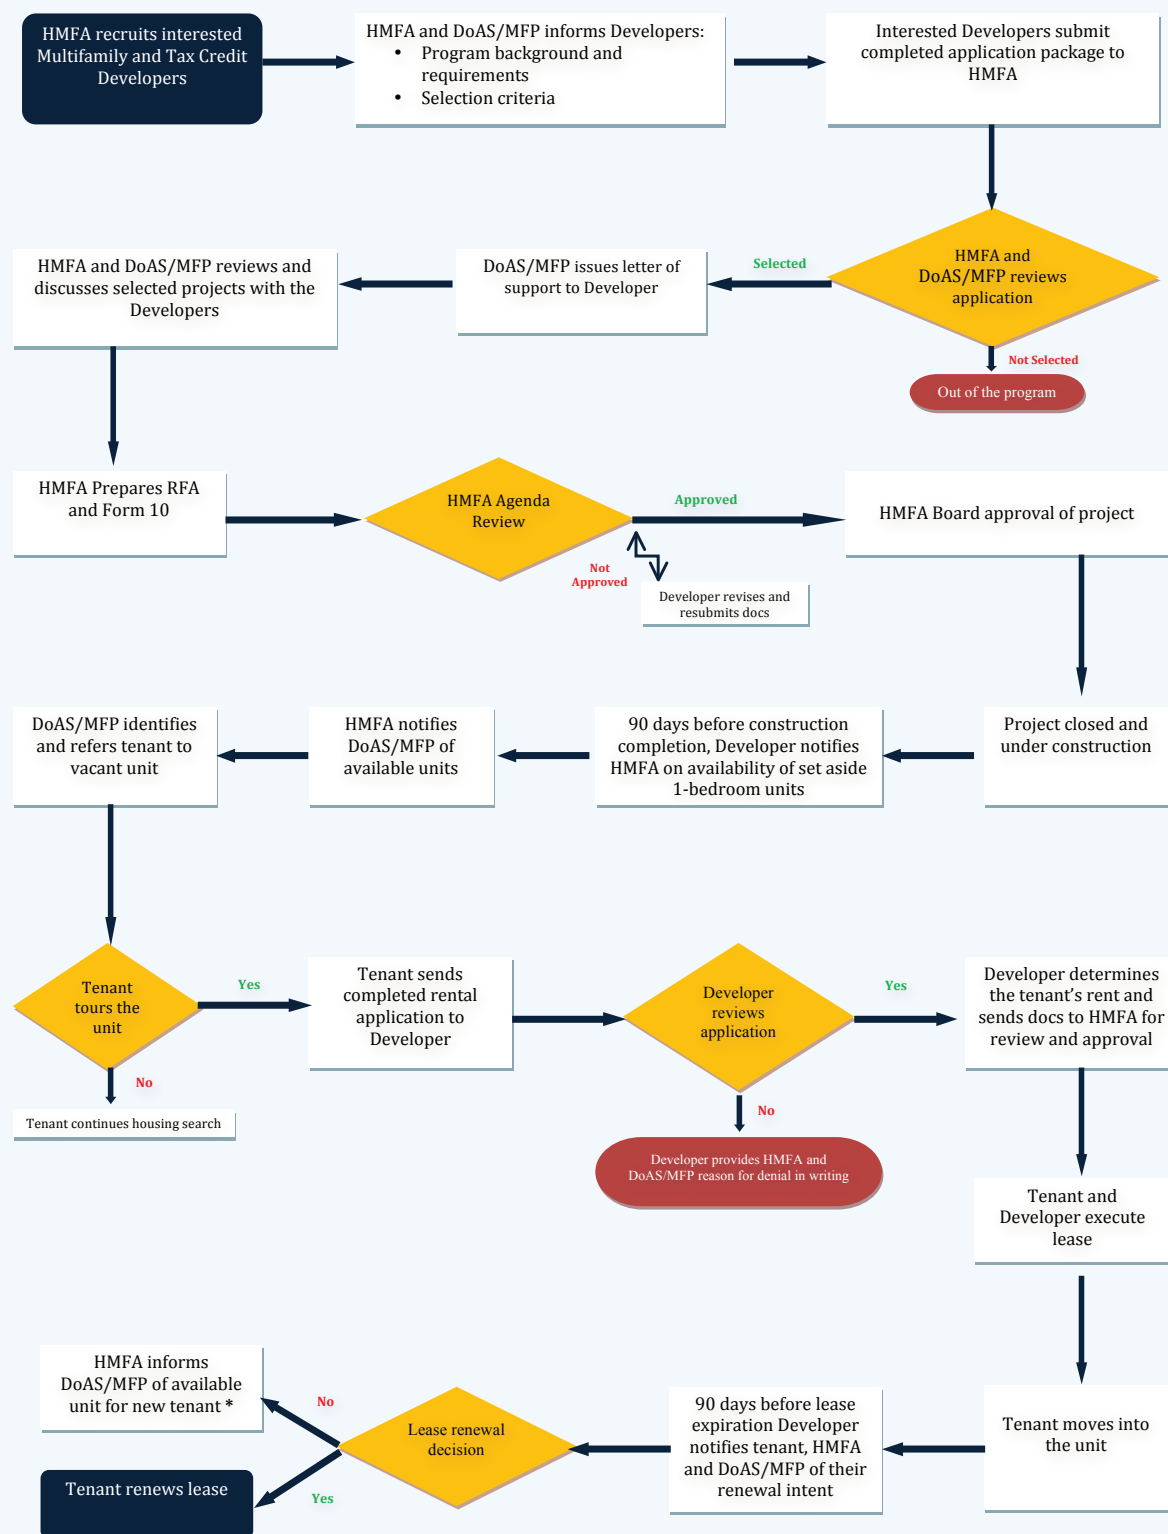 HMFA recruits interested
Multifamily and Tax Credit
Developers
HMFA and DoAS/MFP informs Developers:
• Program background and
requirements
• Selection criteria
Interested Developers submit
completed application package to
HMFA
HMFA and
DoAS/MFP reviews
application
Selected
Not Selected
Out of the program
DoAS/MFP issues letter of
support to Developer
HMFA and DoAS/MFP reviews and
discusses selected projects with the
Developers
HMFA Prepares RFA
and Form 10
HMFA Agenda
Review
Approved
Not
Approved
Developer revises and
resubmits docs
HMFA Board approval of project
Project closed and
under construction
90 days before construction
completion, Developer notifies
HMFA on availability of set aside
1-bedroom units
HMFA notifies
DoAS/MFP of
available units
DoAS/MFP identifies
and refers tenant to
vacant unit
Tenant
tours the
unit
Yes
No
Tenant continues housing search
Tenant sends
completed rental
application to
Developer
Developer
reviews
application
Yes
No
Developer provides HMFA and
DoAS/MFP reason for denial in writing
Developer determines
the tenant’s rent and
sends docs to HMFA for
review and approval
Tenant and
Developer execute
lease
Tenant moves into
the unit
90 days before lease
expiration Developer
notifies tenant, HMFA
and DoAS/MFP of their
renewal intent
Lease renewal
decision
No
Yes
HMFA informs
DoAS/MFP of available
unit for new tenant *
Tenant renews lease